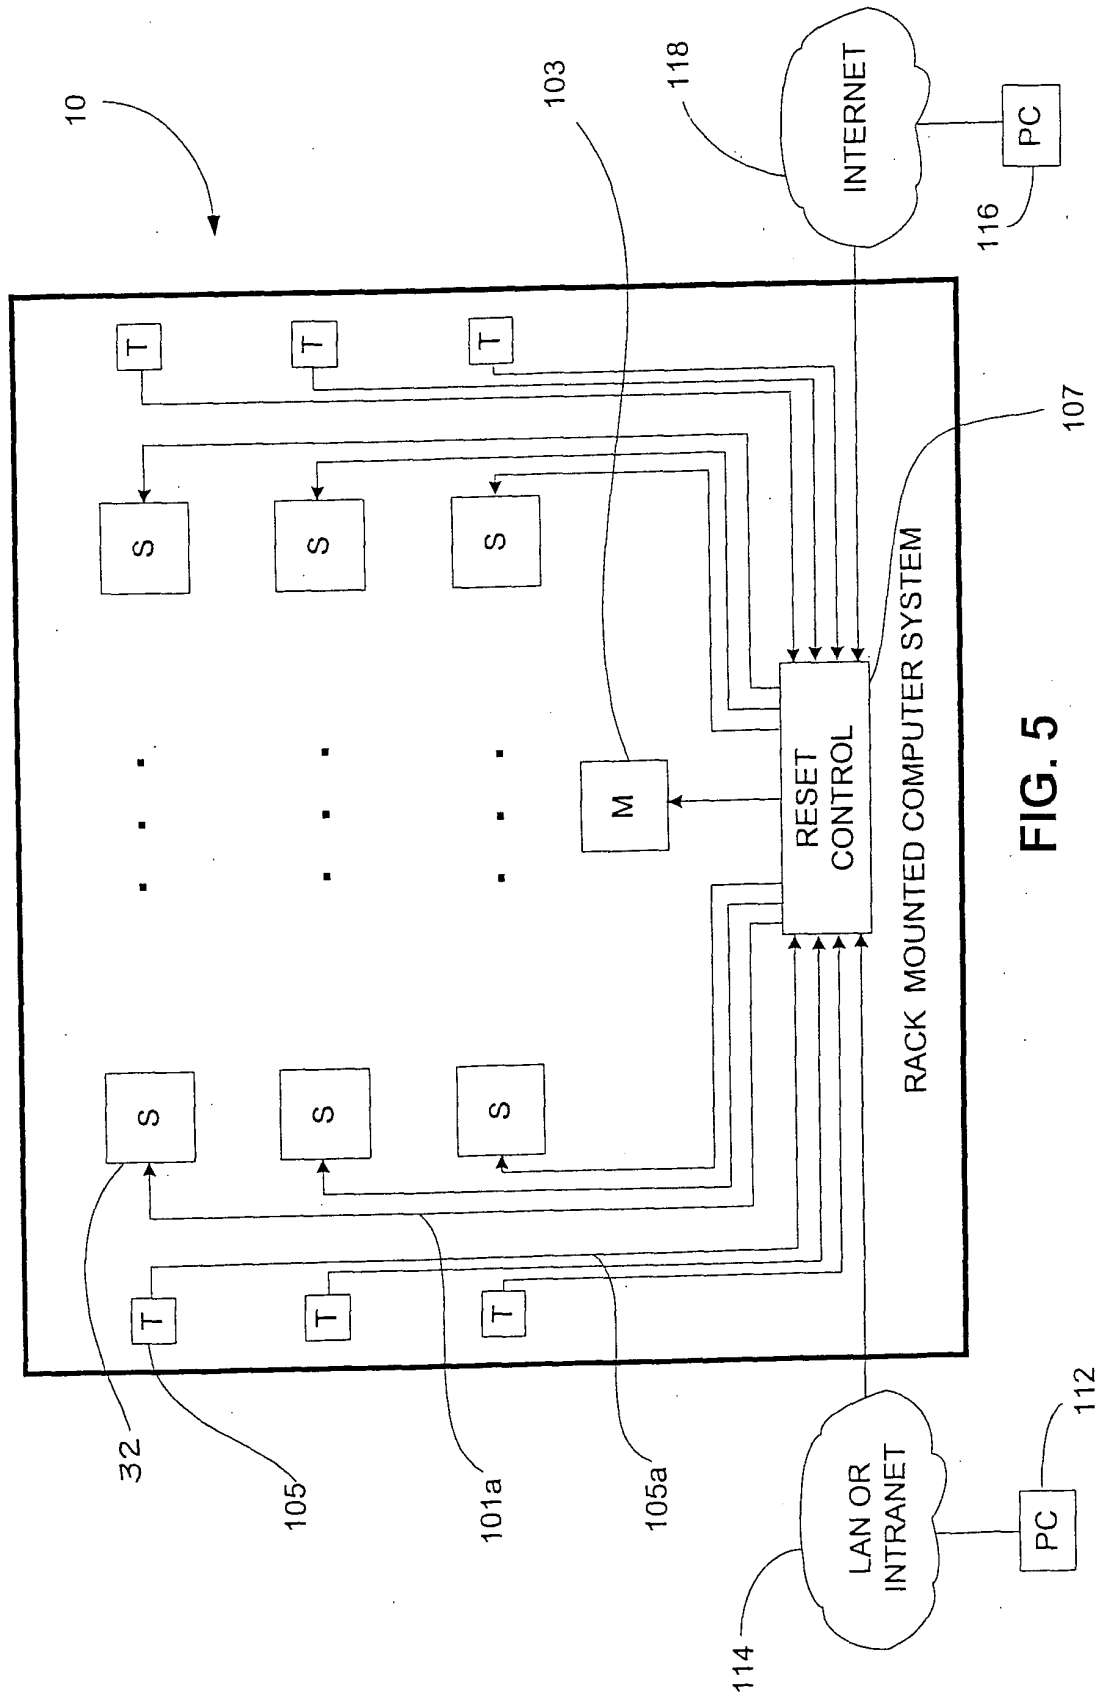 10
103
118
INTERNET
PC
116
T
T
T
S
S
S
M
RESET
CONTROL
107
RACK MOUNTED COMPUTER SYSTEM
S
S
S
T
T
T
32
105
101a
105a
LAN OR
INTRANET
114
PC
112
FIG. 5